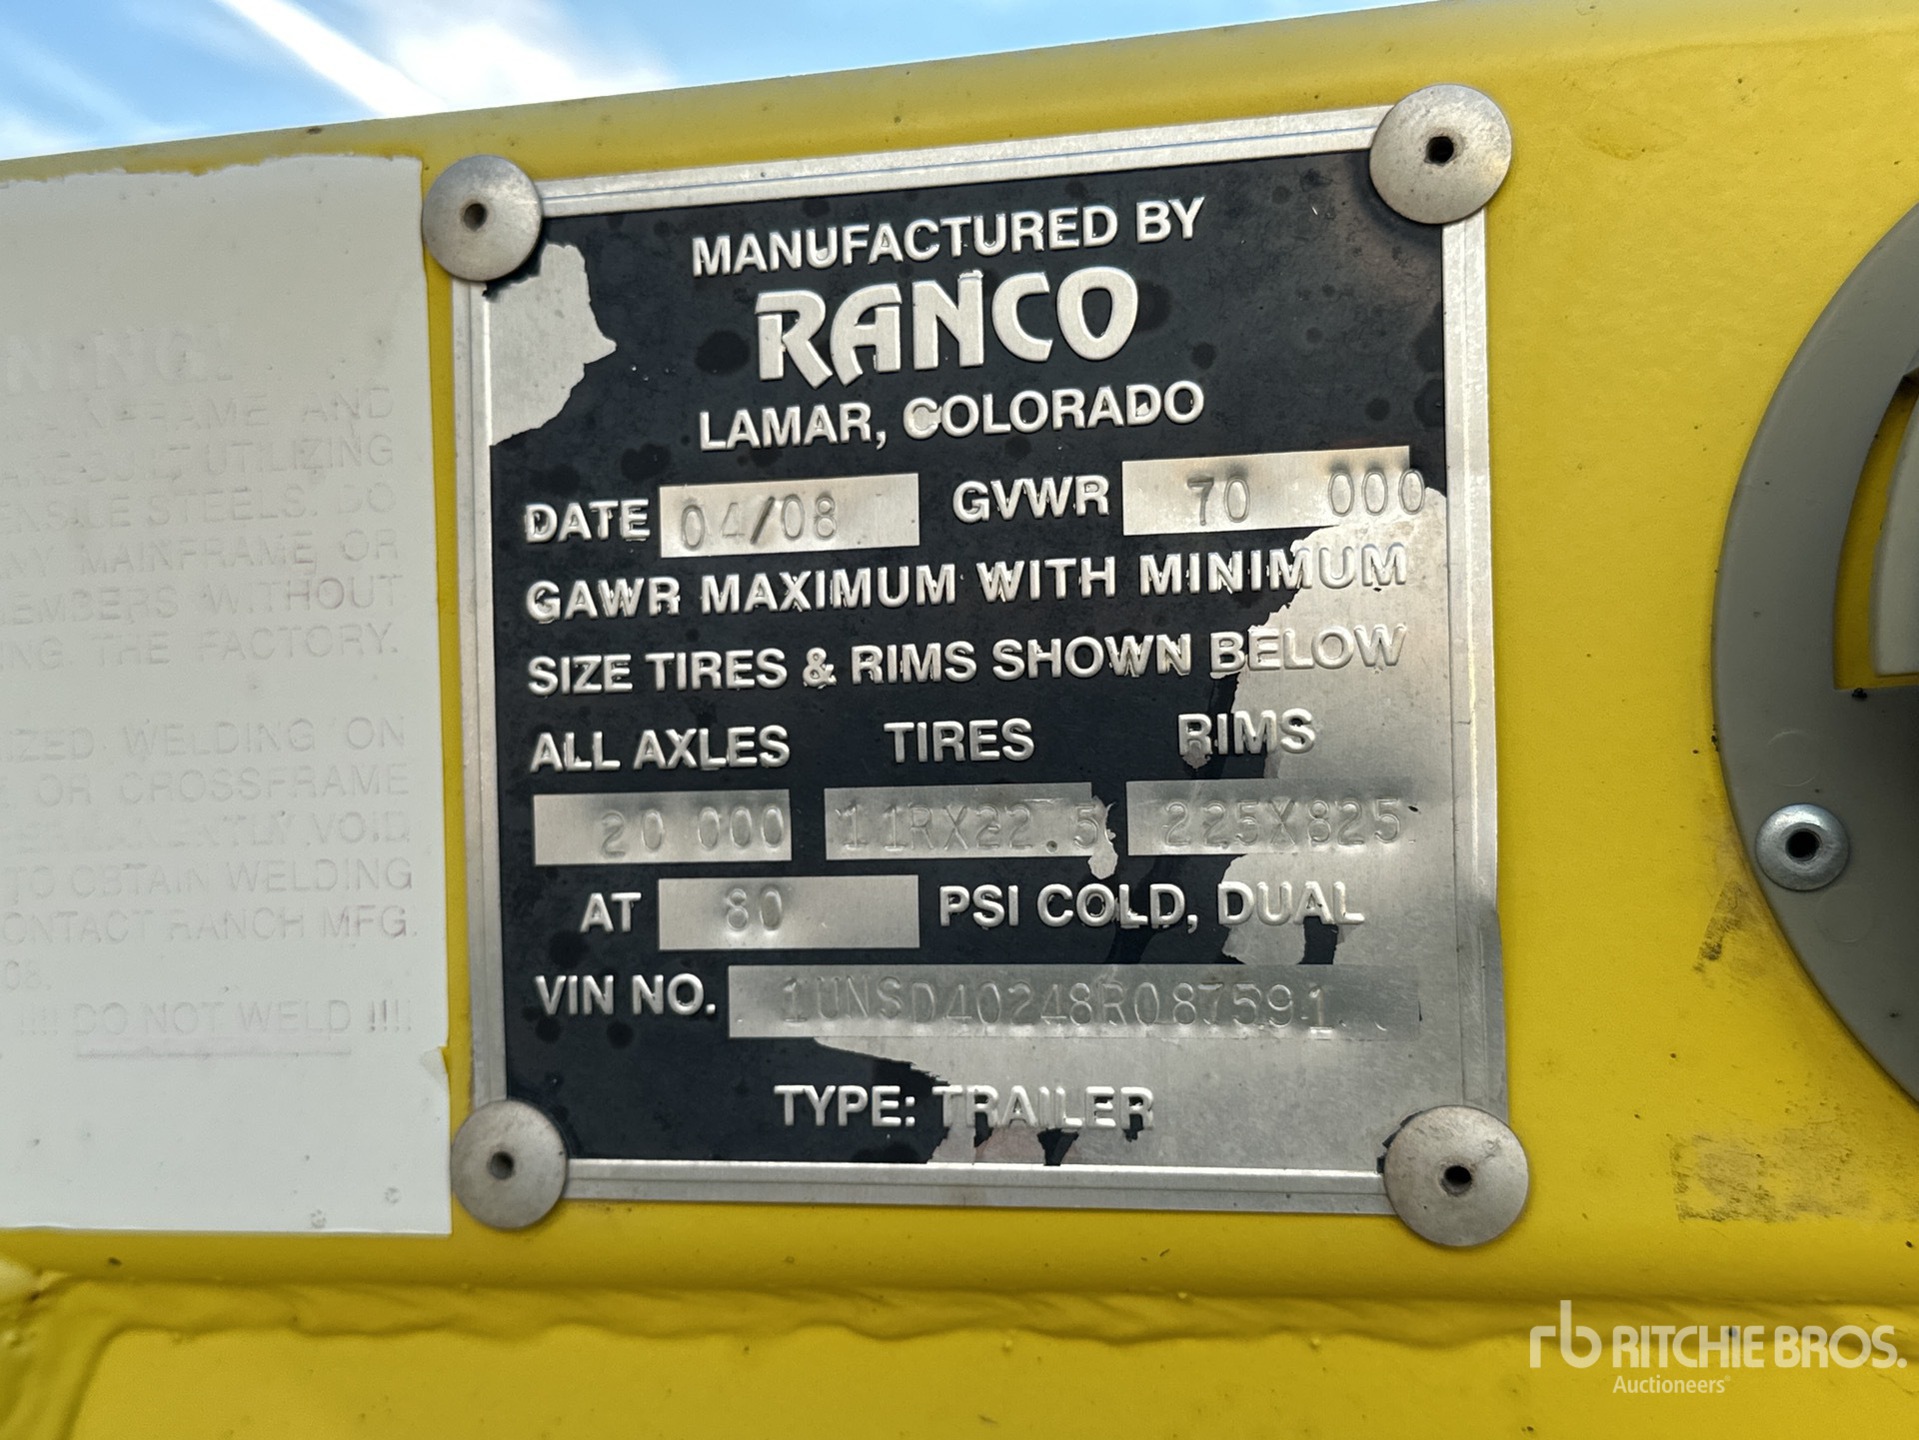 MANUFACTURED BY
RANCO
LAMAR, COLORADO
DATE 04/08 GVWR 70 000
GAWR MAXIMUM WITH MINIMUM
SIZE TIRES & RIMS SHOWN BELOW
ALL AXLES TIRES RIMS
20 000 11RX22.5 225X825
AT 80 PSI COLD, DUAL
VIN NO. 1UNSD40248R087591
TYPE: TRAILER
MAINFRAME AND
UTILIZING
STEELS. DO
MAINFRAME OR
WITHOUT
THE FACTORY.
WELDING ON
OR CROSSFRAME
VOID
TO OBTAIN WELDING
CONTACT RANCH MFG.
!!!! DO NOT WELD !!!!
rb RITCHIE BROS.
Auctioneers